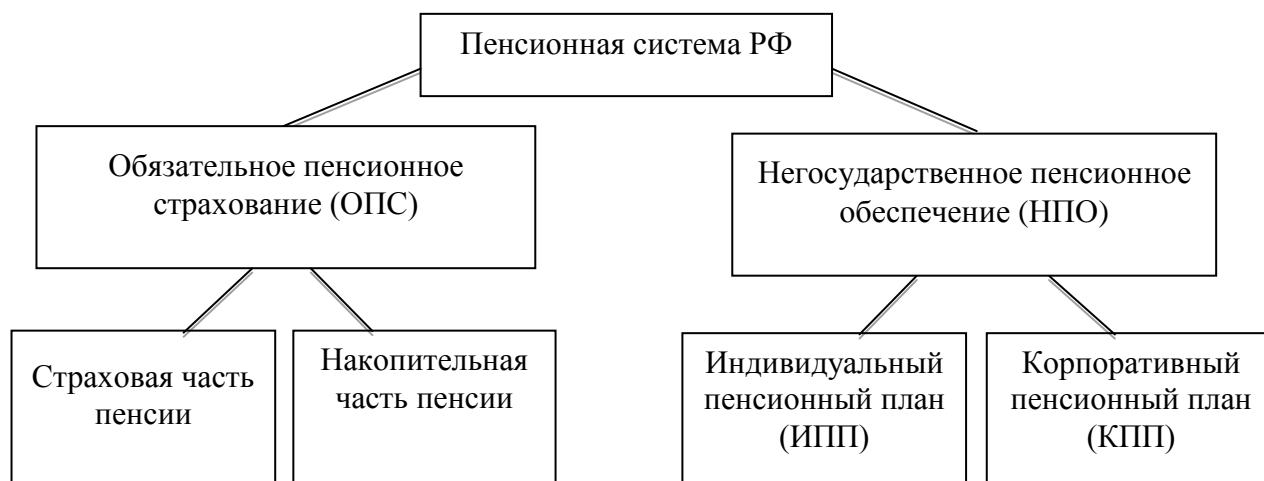 Пенсионная система РФ
Обязательное пенсионное
страхование (ОПС)
Негосударственное пенсионное
обеспечение (НПО)
Страховая часть
пенсии
Накопительная
часть пенсии
Индивидуальный
пенсионный план
(ИПП)
Корпоративный
пенсионный план
(КПП)